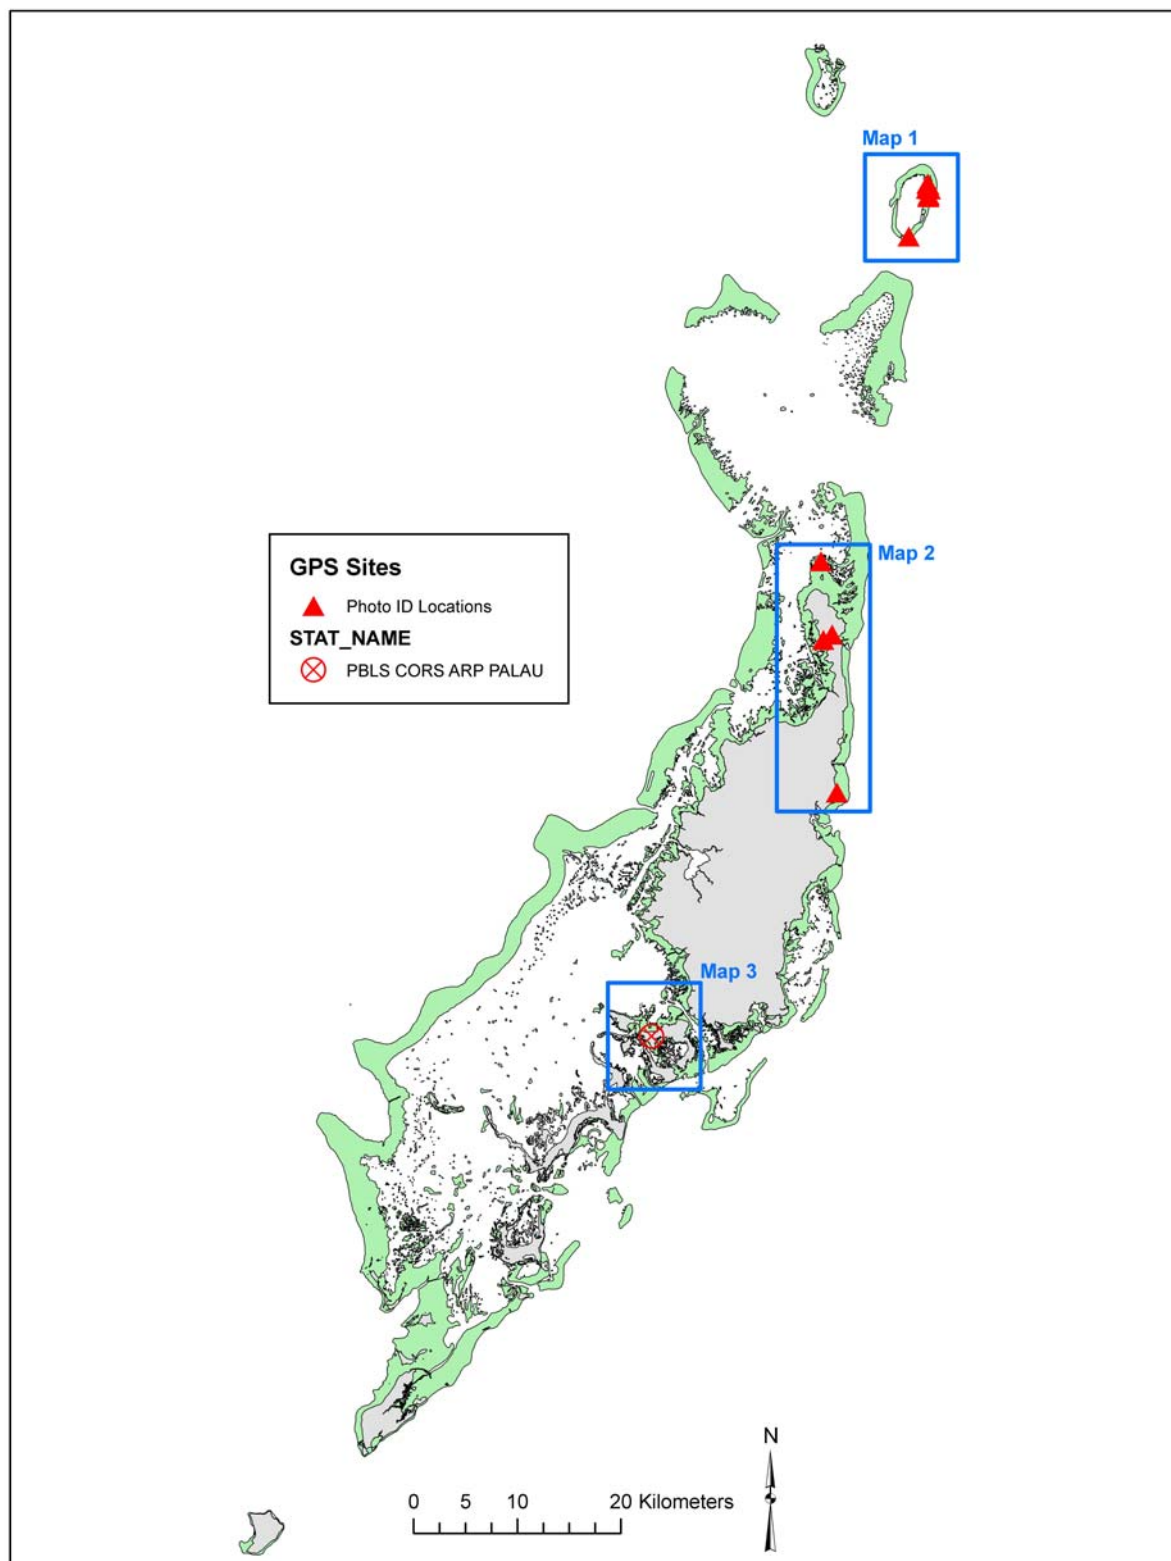 Map 1
Map 2
GPS Sites
Photo ID Locations
STAT_NAME
PBLS CORS ARP PALAU
Map 3
N
0 5 10 20 Kilometers